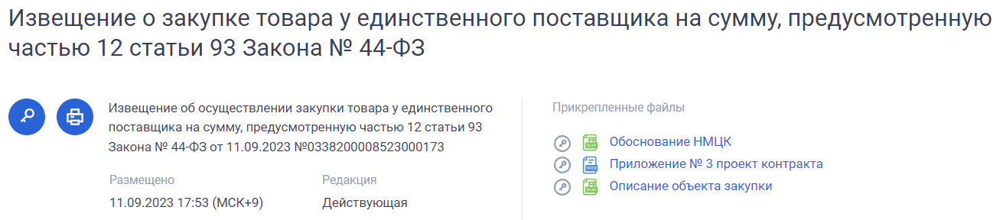 Извещение о закупке товара у единственного поставщика на сумму, предусмотренную
частью 12 статьи 93 Закона № 44-ФЗ
Извещение об осуществлении закупки товара у единственного
поставщика на сумму, предусмотренную частью 12 статьи 93
Закона № 44-ФЗ от 11.09.2023 №0338200008523000173
Размещено
11.09.2023 17:53 (МСК+9)
Редакция
Действующая
Прикрепленные файлы
XLSX Обоснование НМЦК
DOCX Приложение № 3 проект контракта
XLSX Описание объекта закупки